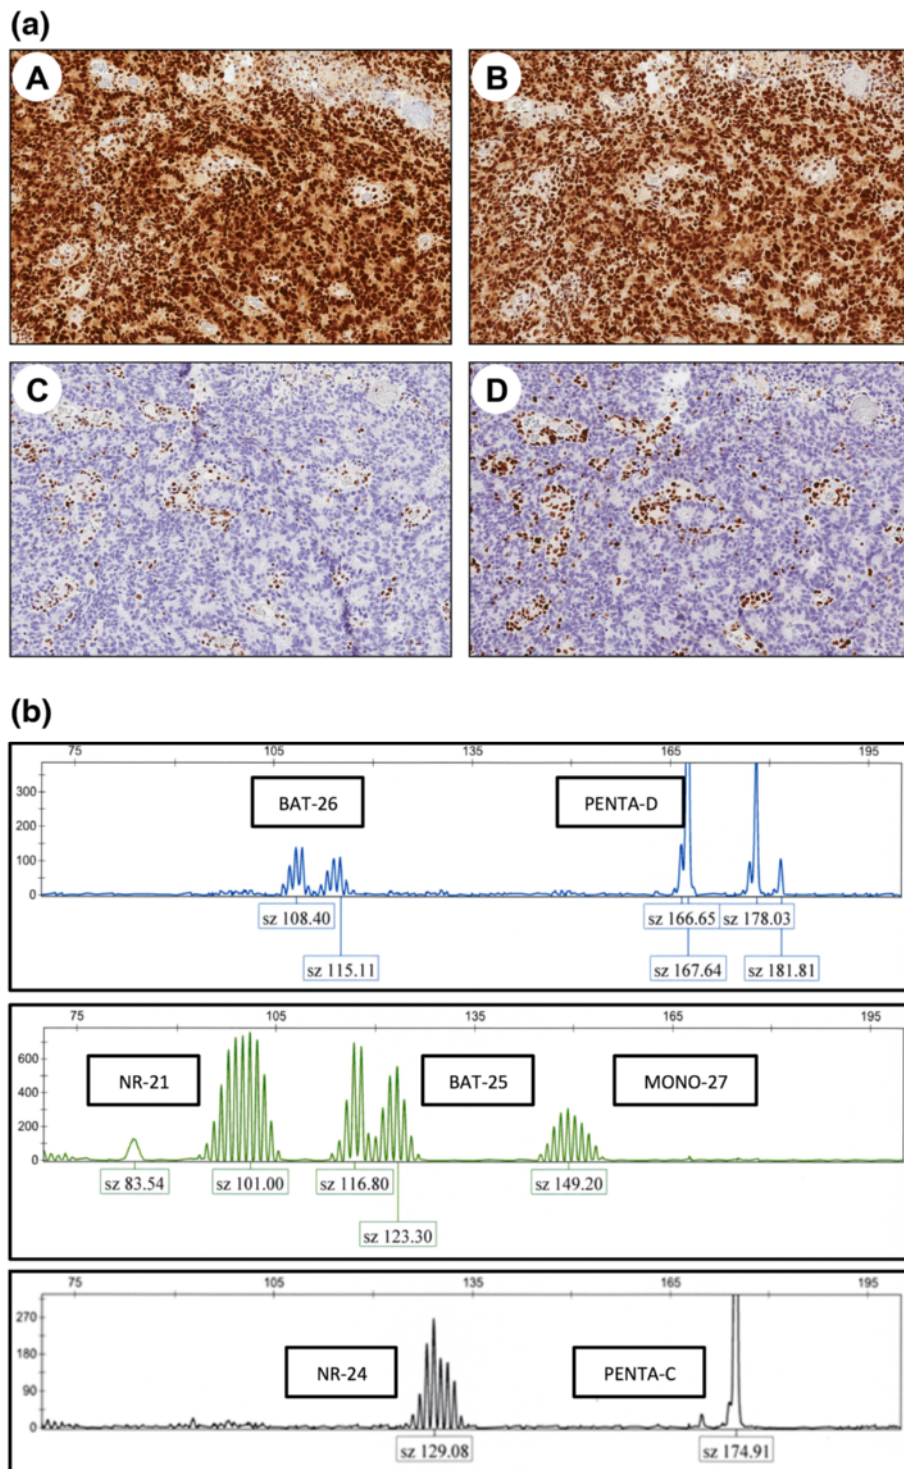 (a)
A
B
C
D
(b)
75 105 135 165 195
300
200
100
0
BAT-26
PENTA-D
sz 108.40
sz 166.65
sz 178.03
sz 115.11
sz 167.64
sz 181.81
75 105 135 165 195
600
400
200
0
NR-21
BAT-25
MONO-27
sz 83.54
sz 101.00
sz 116.80
sz 149.20
sz 123.30
75 105 135 165 195
270
180
90
0
NR-24
PENTA-C
sz 129.08
sz 174.91